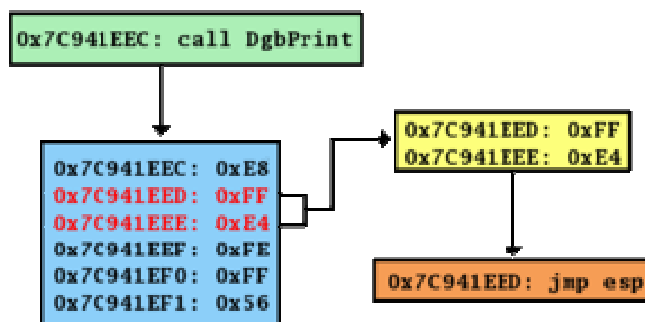 0x7C941EEC: call DgbPrint
0x7C941EEC: 0xE8
0x7C941EED: 0xFF
0x7C941EEE: 0xE4
0x7C941EEF: 0xFE
0x7C941EF0: 0xFF
0x7C941EF1: 0x56
0x7C941EED: 0xFF
0x7C941EEE: 0xE4
0x7C941EED: jmp esp